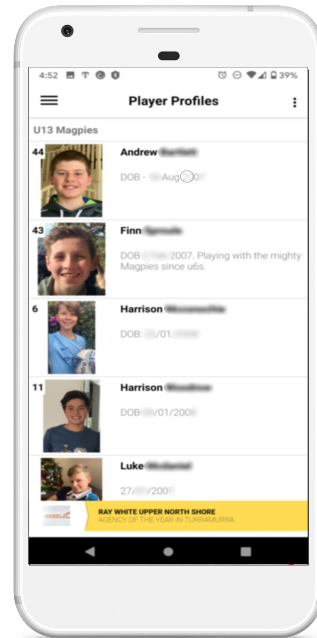 4:52 39%
Player Profiles
U13 Magpies
44 Andrew
DOB - Aug 200
43 Finn
DOB 2007. Playing with the mighty
Magpies since u6s.
6 Harrison
DOB: /01
11 Harrison
DOB /01/200
Luke
27/ /200
RAY WHITE UPPER NORTH SHORE
AGENCY OF THE YEAR IN TURRAMURRA